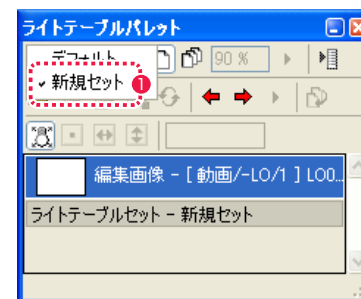 ライトテーブルパレット
デフォルト
90 %
✓新規セット 1
編集画像 - [ 動画/-LO/1 ] LO0...
ライトテーブルセット - 新規セット